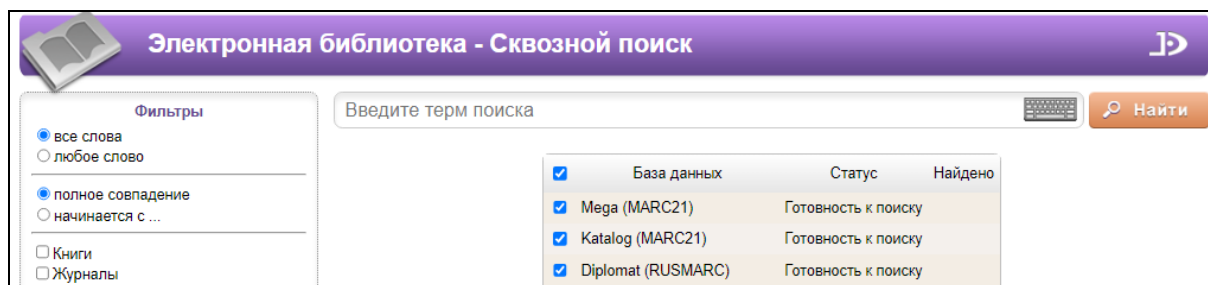 Электронная библиотека - Сквозной поиск
Фильтры
все слова
любое слово
полное совпадение
начинается с ...
Книги
Журналы
Введите терм поиска
Найти
База данных Статус Найдено
Mega (MARC21) Готовность к поиску
Katalog (MARC21) Готовность к поиску
Diplomat (RUSMARC) Готовность к поиску